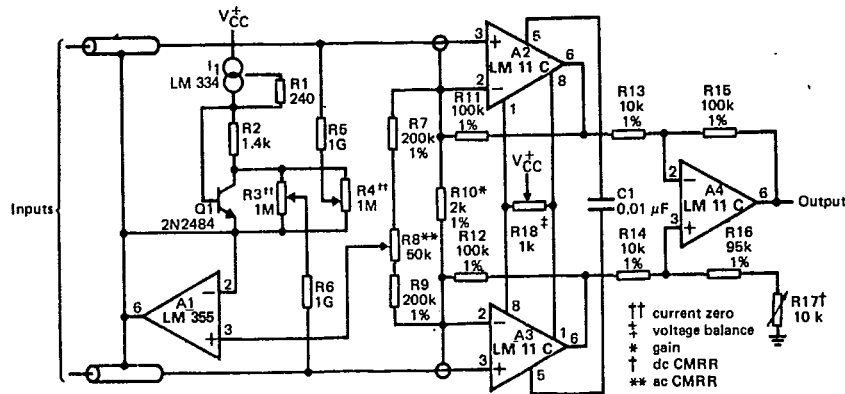 V+CC
I1
LM 334
R1
240
R2
1.4k
Q1
2N2484
R3††
1M
R4††
1M
R5
1G
R6
1G
Inputs
6
A1
LM 355
2
−
3
+
R7
200k
1%
R8**
50k
R9
200k
1%
R10*
2k
1%
R11
100k
1%
R12
100k
1%
3
+
2
−
A2
LM 11 C
5
6
8
1
V+CC
R18
1k
‡
8
2
−
3
+
A3
LM 11 C
1
6
5
C1
0.01 µF
R13
10k
1%
R15
100k
1%
R14
10k
1%
R16
95k
1%
2
−
3
+
A4
LM 11 C
6
Output
R17†
10 k
†† current zero
‡ voltage balance
* gain
† dc CMRR
** ac CMRR